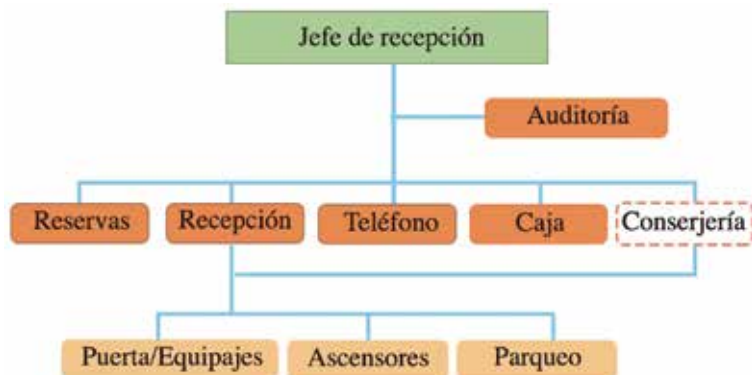 Jefe de recepción
Auditoría
Reservas
Recepción
Teléfono
Caja
Conserjería
Puerta/Equipajes
Ascensores
Parqueo